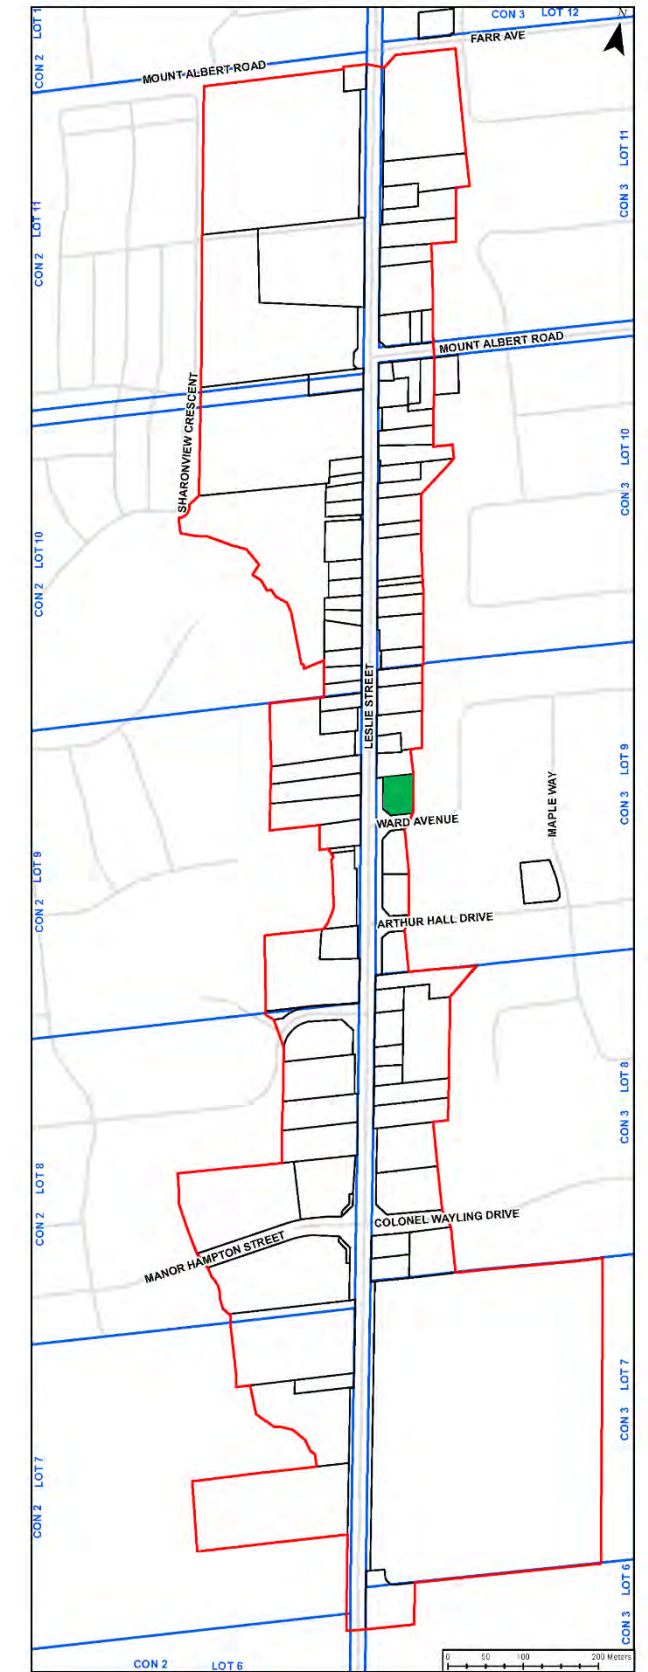 CON 3 LOT 12
N
FARR AVE
CON 2 LOT 1
MOUNT ALBERT ROAD
CON 3 LOT 11
CON 2 LOT 11
MOUNT ALBERT ROAD
SHARONVIEW CRESCENT
CON 3 LOT 10
CON 2 LOT 10
LESLIE STREET
CON 3 LOT 9
MAPLE WAY
WARD AVENUE
CON 2 LOT 9
ARTHUR HALL DRIVE
CON 3 LOT 8
CON 2 LOT 8
COLONEL WAYLING DRIVE
MANOR HAMPTON STREET
CON 3 LOT 7
CON 2 LOT 7
CON 3 LOT 6
0 50 100 200 Meters
CON 2 LOT 6